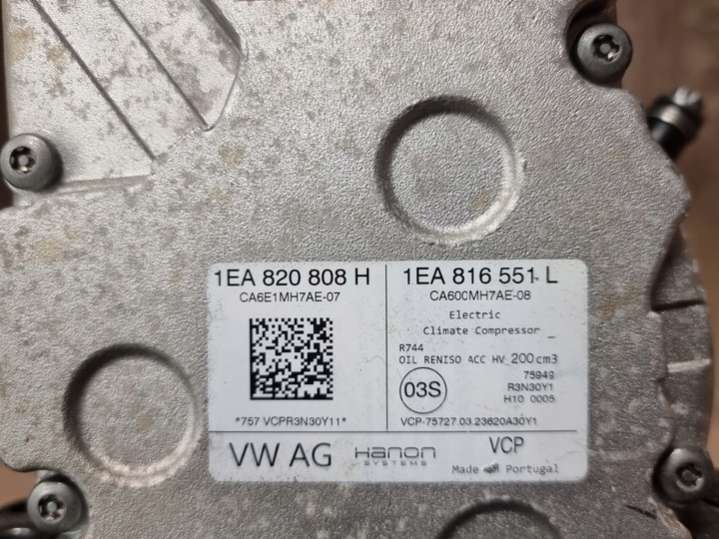 1EA 820 808 H
CA6E1MH7AE-07
*757 VCPR3N30Y11*
1EA 816 551 L
CA600MH7AE-08
Electric
Climate Compressor _
R744
OIL RENISO ACC HV 200cm3
03S
75949
R3N30Y1
H10 0005
VCP-75727.03.23620A30Y1
VW AG
Hanon
SYSTEMS
VCP
Made in Portugal